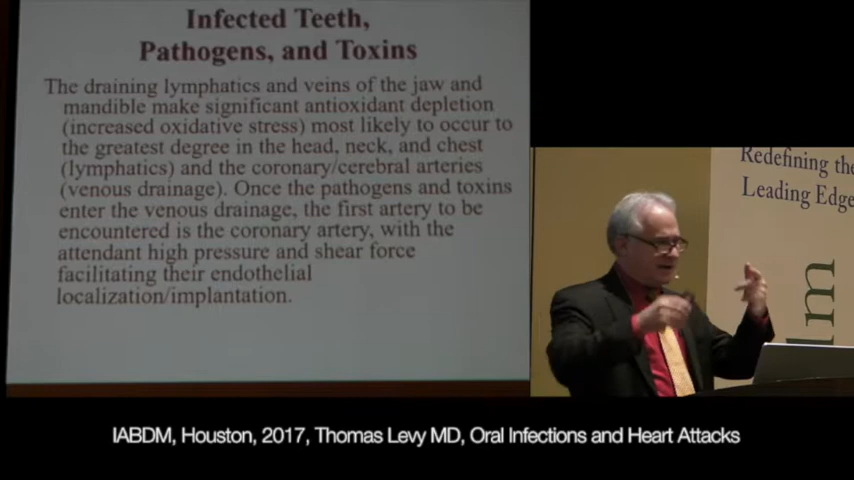 Infected Teeth,
Pathogens, and Toxins
The draining lymphatics and veins of the jaw and
mandible make significant antioxidant depletion
(increased oxidative stress) most likely to occur to
the greatest degree in the head, neck, and chest
(lymphatics) and the coronary/cerebral arteries
(venous drainage). Once the pathogens and toxins
enter the venous drainage, the first artery to be
encountered is the coronary artery, with the
attendant high pressure and shear force
facilitating their endothelial
localization/implantation.
Redefining the
Leading Edge
IABDM, Houston, 2017, Thomas Levy MD, Oral Infections and Heart Attacks